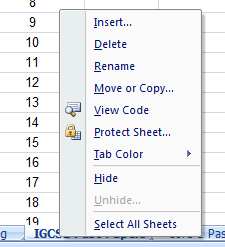 8
9
Insert...
10
Delete
11
Rename
12
Move or Copy...
13
View Code
14
15
Protect Sheet...
16
Tab Color
17
Hide
18
Unhide...
19
Select All Sheets
IGCS
Pas